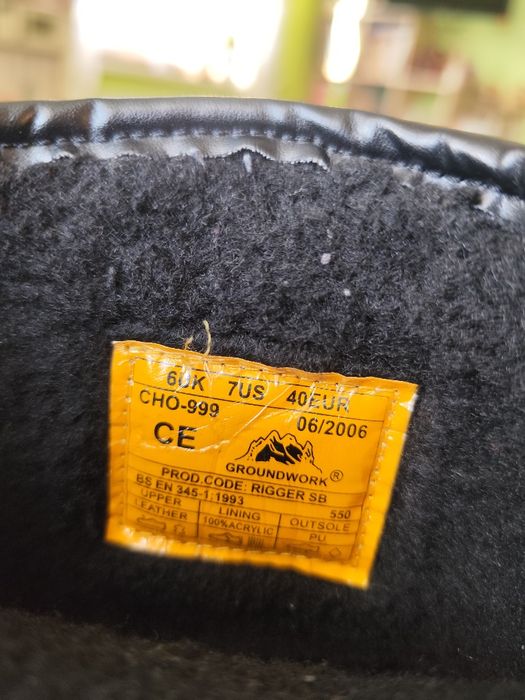 6UK 7US 40EUR
CHO-999 06/2006
CE
GROUNDWORK®
PROD.CODE: RIGGER SB
BS EN 345-1:1993 550
UPPER LINING OUTSOLE
LEATHER 100%ACRYLIC PU